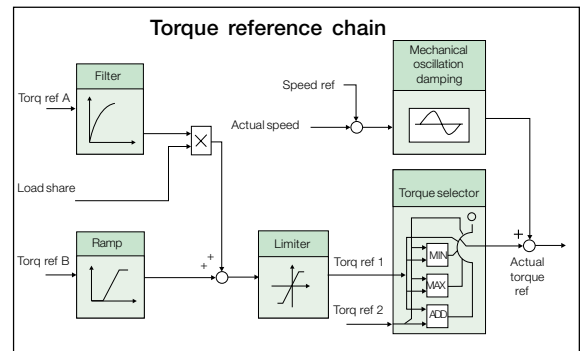 Torque reference chain
Mechanical
oscillation
damping
Filter
Speed ref
Torq ref A
Actual speed
X
Load share
Torque selector
Ramp
Limiter
+
+
+
MIN
Torq ref B
Torq ref 1
Actual
torque
ref
MAX
Torq ref 2
ADD